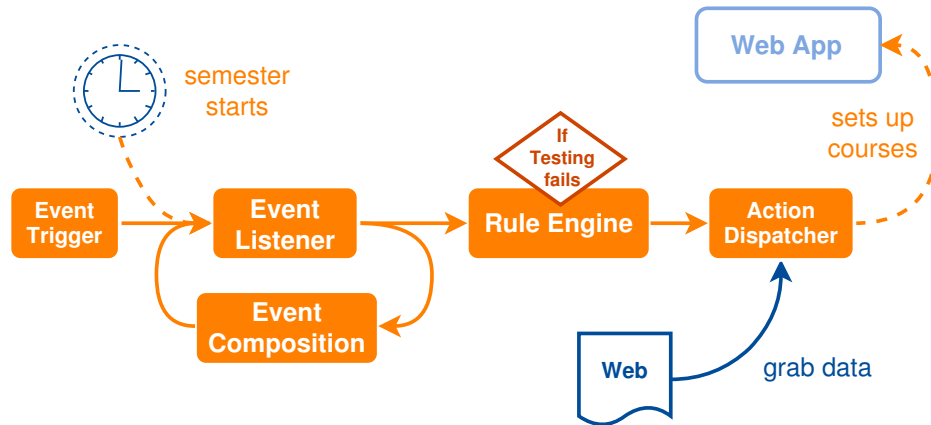 Web App
semester
starts
sets up
courses
If
Testing
fails
Event
Trigger
Event
Listener
Rule Engine
Action
Dispatcher
Event
Composition
Web
grab data